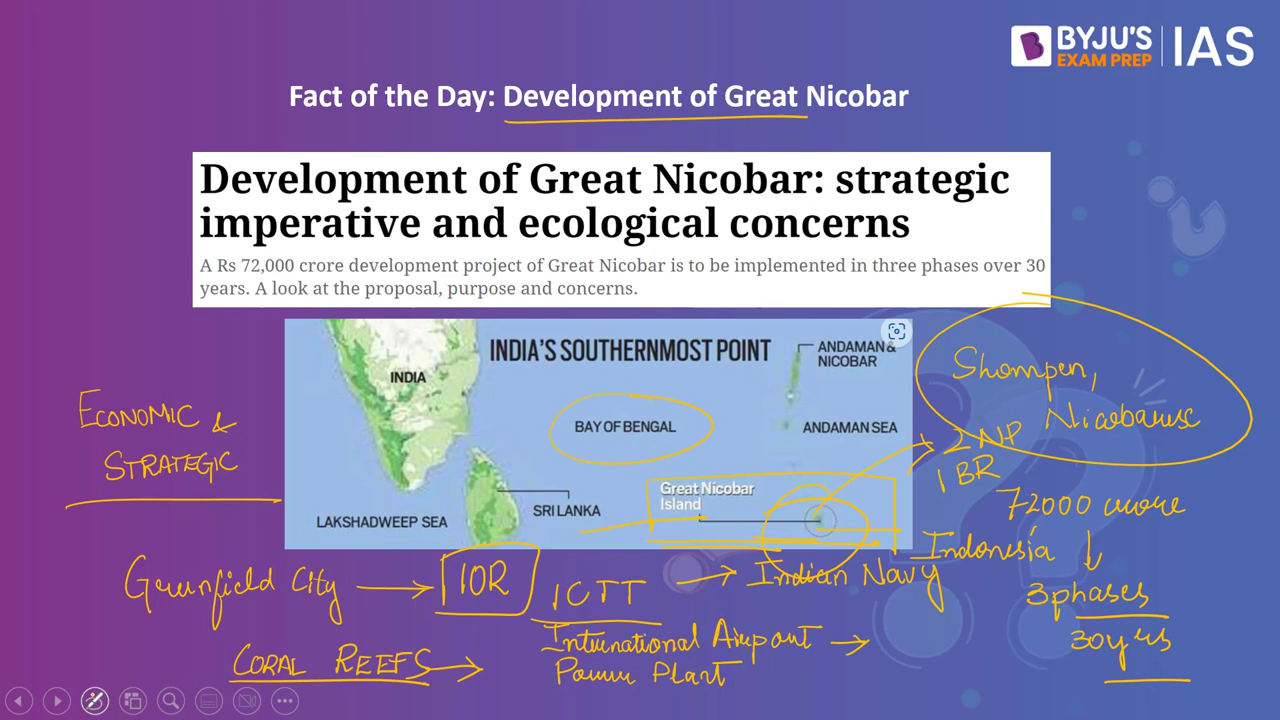 BYJU'S
EXAM PREP
IAS
Fact of the Day: Development of Great Nicobar
Development of Great Nicobar: strategic
imperative and ecological concerns
A Rs 72,000 crore development project of Great Nicobar is to be implemented in three phases over 30
years. A look at the proposal, purpose and concerns.
INDIA'S SOUTHERNMOST POINT
ANDAMAN &
NICOBAR
INDIA
BAY OF BENGAL
ANDAMAN SEA
Great Nicobar
Island
SRI LANKA
LAKSHADWEEP SEA
ECONOMIC &
STRATEGIC
Shompen,
Nicobarese
2 NP
1 BR
72000 crore
Indonesia
3 phases
30 yrs
Greenfield City
IOR
ICTT
Indian Navy
International Airport
Power Plant
CORAL REEFS